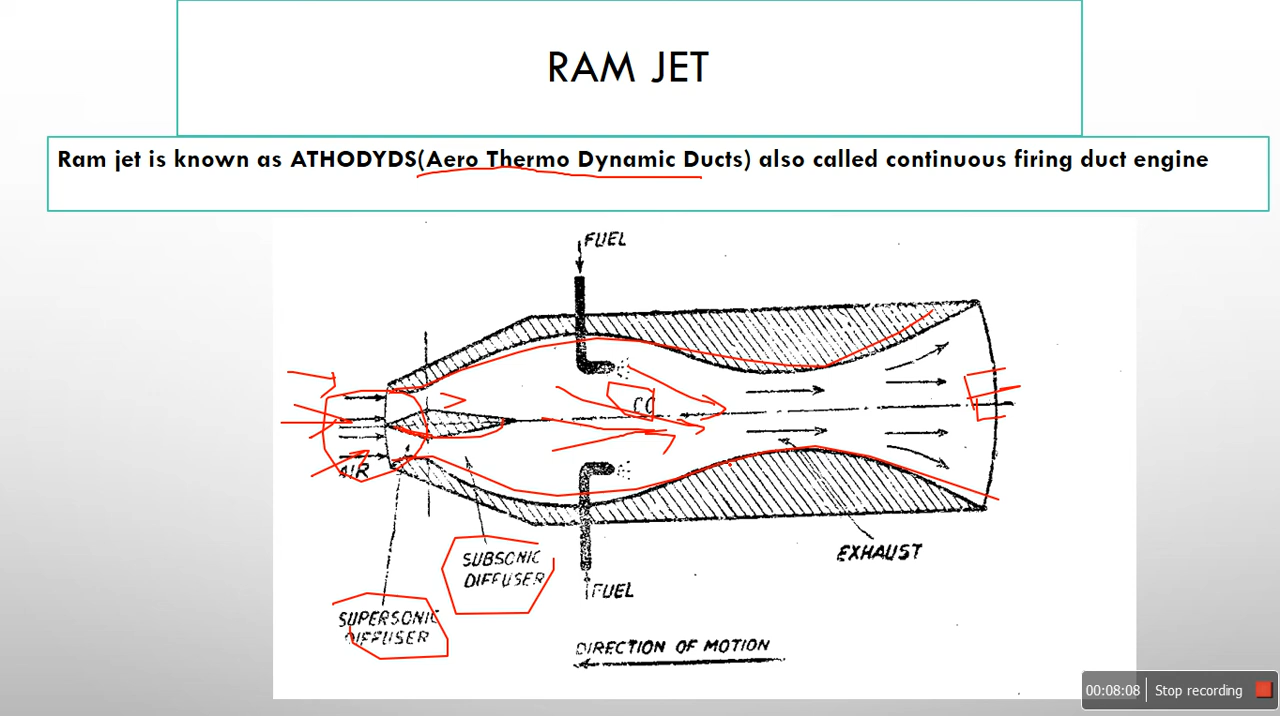 RAM JET
Ram jet is known as ATHODYDS(Aero Thermo Dynamic Ducts) also called continuous firing duct engine
FUEL
CC
AIR
EXHAUST
SUBSONIC
DIFFUSER
FUEL
SUPERSONIC
DIFFUSER
DIRECTION OF MOTION
00:08:08 Stop recording